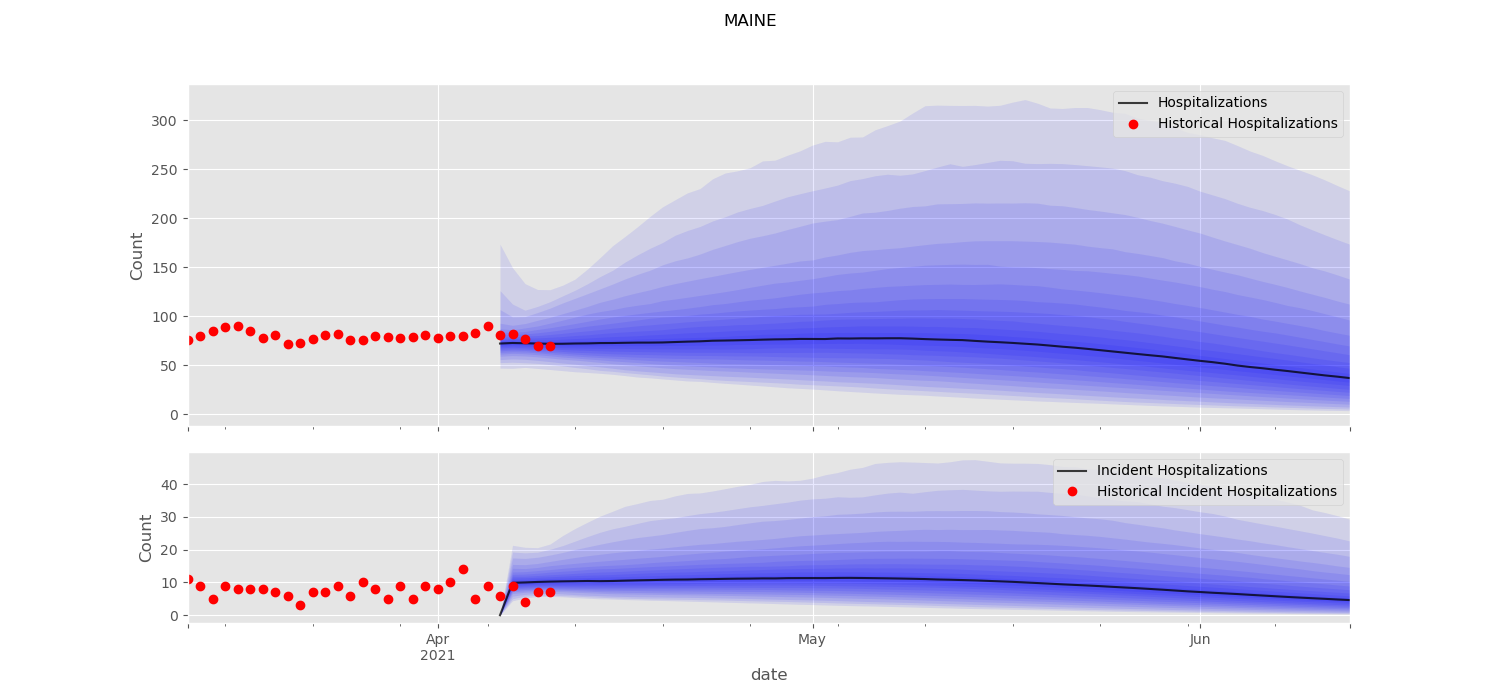 MAINE
Hospitalizations
Historical Hospitalizations
300
250
200
150
100
50
0
Count
Incident Hospitalizations
Historical Incident Hospitalizations
40
30
20
10
0
Count
Apr
2021
May
Jun
date